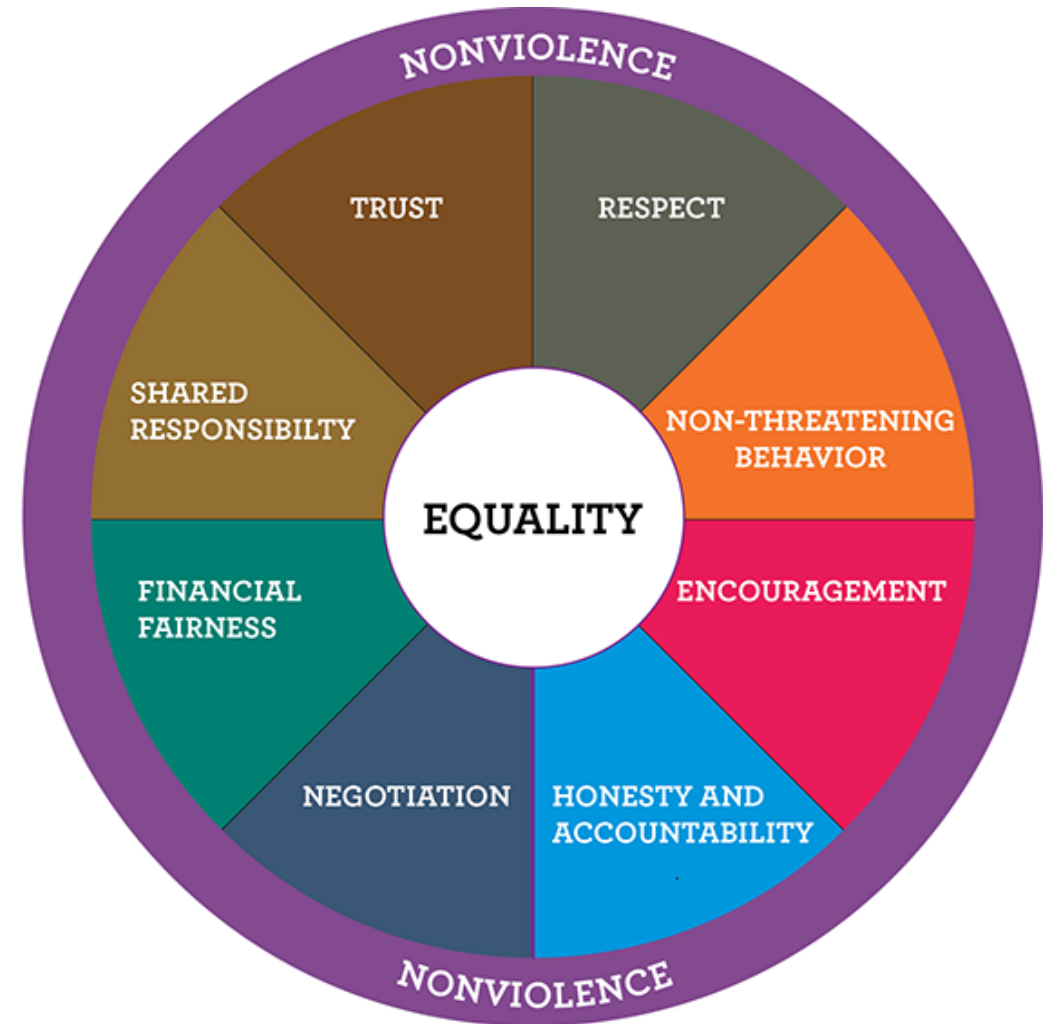 NONVIOLENCE
TRUST
RESPECT
SHARED
RESPONSIBILTY
NON-THREATENING
BEHAVIOR
EQUALITY
FINANCIAL
FAIRNESS
ENCOURAGEMENT
NEGOTIATION
HONESTY AND
ACCOUNTABILITY
NONVIOLENCE